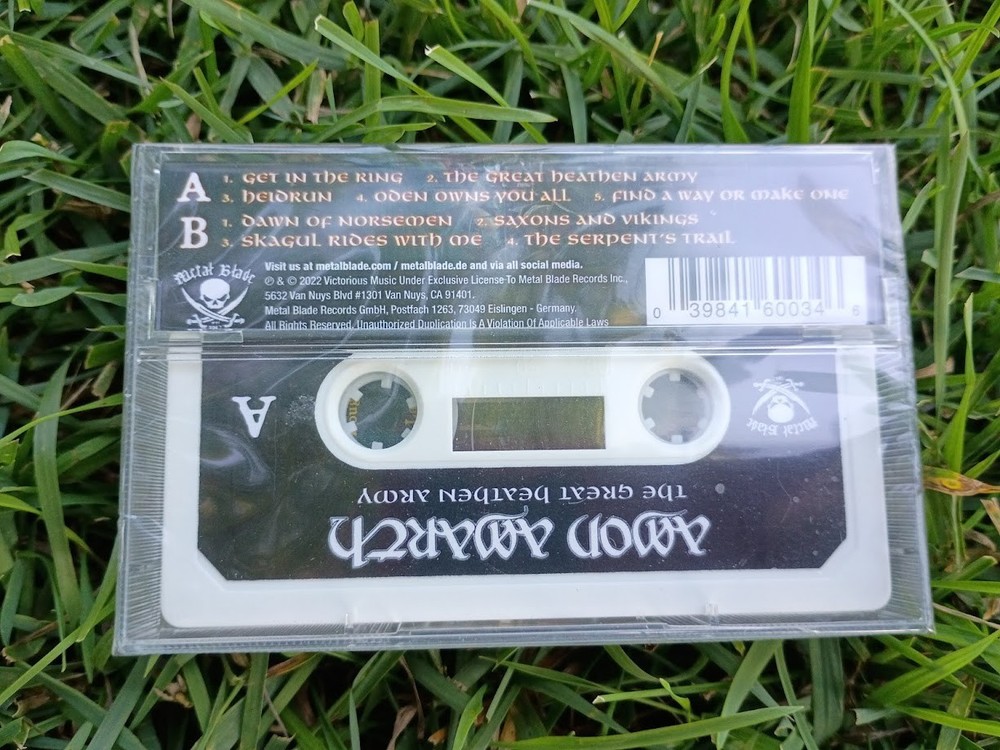 A 1. GET IN THE RING 2. THE GREAT HEATHEN ARMY
3. HEIDRUN 4. ODEN OWNS YOU ALL 5. FIND A WAY OR MAKE ONE
B 1. DAWN OF NORSEMEN 2. SAXONS AND VIKINGS
3. SKAGUL RIDES WITH ME 4. THE SERPENT'S TRAIL
Metal Blade
Visit us at metalblade.com / metalblade.de and via all social media.
℗ & © 2022 Victorious Music Under Exclusive License To Metal Blade Records Inc.,
5632 Van Nuys Blvd #1301 Van Nuys, CA 91401.
Metal Blade Records GmbH, Postfach 1263, 73049 Eislingen - Germany.
All Rights Reserved. Unauthorized Duplication Is A Violation Of Applicable Laws
0 39841 60034 6
A
Metal Blade
THE GREAT HEATHEN ARMY
AMON AMARTH